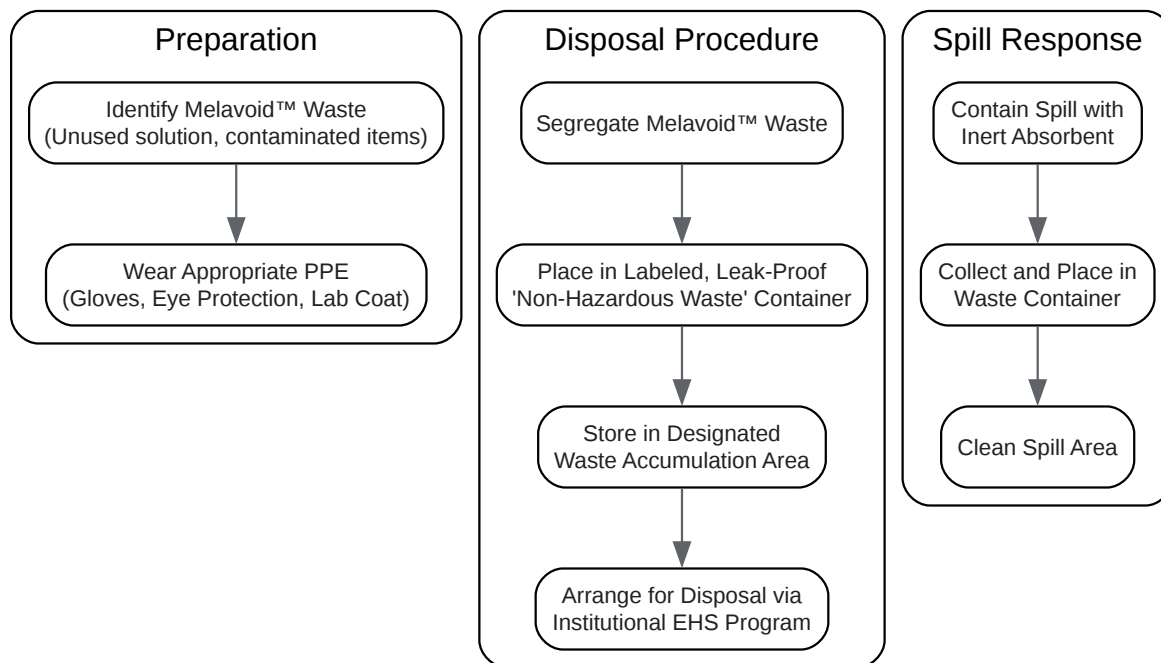 Preparation
Identify Melavoid™ Waste
(Unused solution, contaminated items)
Wear Appropriate PPE
(Gloves, Eye Protection, Lab Coat)
Disposal Procedure
Segregate Melavoid™ Waste
Place in Labeled, Leak-Proof
'Non-Hazardous Waste' Container
Store in Designated
Waste Accumulation Area
Arrange for Disposal via
Institutional EHS Program
Spill Response
Contain Spill with
Inert Absorbent
Collect and Place in
Waste Container
Clean Spill Area